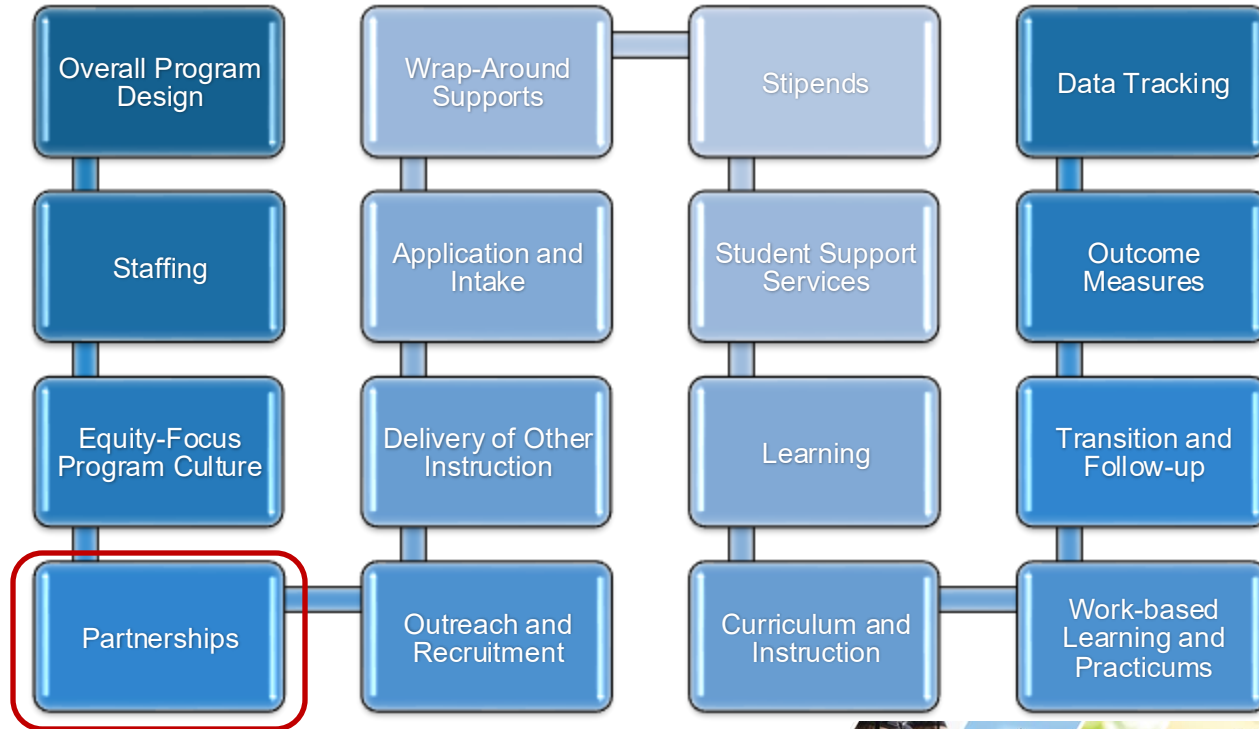 Overall Program
Design
Staffing
Equity-Focus
Program Culture
Partnerships
Outreach and
Recruitment
Delivery of Other
Instruction
Application and
Intake
Wrap-Around
Supports
Stipends
Student Support
Services
Learning
Curriculum and
Instruction
Work-based
Learning and
Practicums
Transition and
Follow-up
Outcome
Measures
Data Tracking